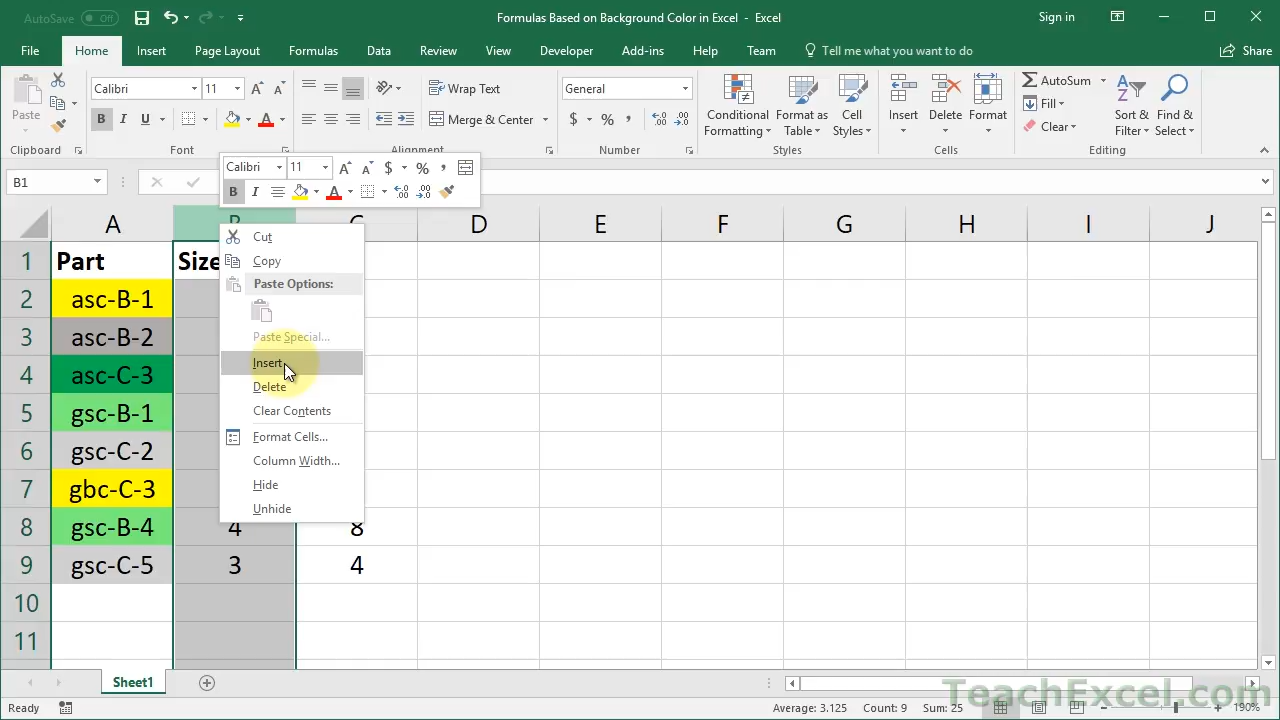 AutoSave Off
Formulas Based on Background Color in Excel - Excel
Sign in
File Home Insert Page Layout Formulas Data Review View Developer Add-ins Help Team Tell me what you want to do Share
Paste
Clipboard
Calibri 11
B I U
Font
Wrap Text
Merge & Center
Alignment
General
$ % ,
Number
Conditional Formatting
Format as Table
Cell Styles
Styles
Insert Delete Format
Cells
AutoSum
Fill
Clear
Sort & Filter
Find & Select
Editing
B1
Calibri 11 $ % ,
B I A
A B C D E F G H I J
1 Part Size
2 asc-B-1
3 asc-B-2
4 asc-C-3
5 gsc-B-1
6 gsc-C-2
7 gbc-C-3
8 gsc-B-4 4 8
9 gsc-C-5 3 4
10
11
Cut
Copy
Paste Options:
Paste Special...
Insert
Delete
Clear Contents
Format Cells...
Column Width...
Hide
Unhide
Sheet1
Ready
Average: 3.125 Count: 9 Sum: 25
190%
TeachExcel.com